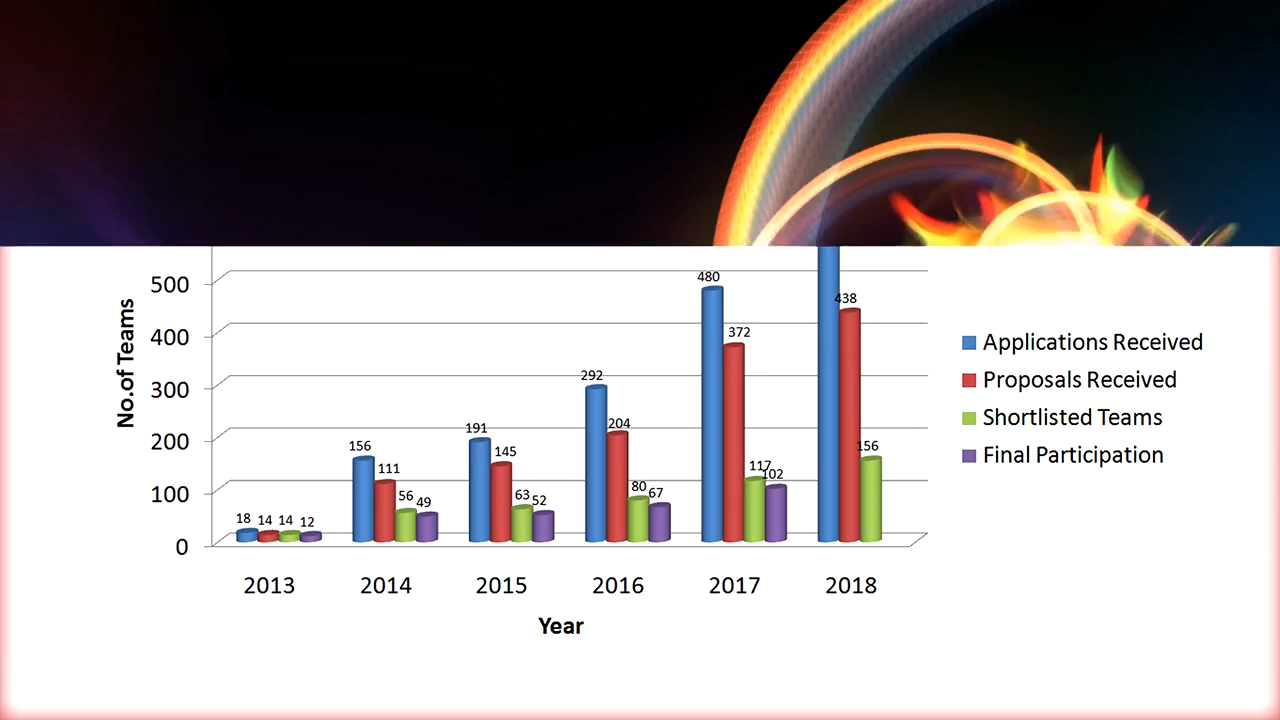 No.of Teams
500
400
300
200
100
0
18 14 14 12
156 111 56 49
191 145 63 52
292 204 80 67
480 372 117 102
438 156
2013 2014 2015 2016 2017 2018
Year
Applications Received
Proposals Received
Shortlisted Teams
Final Participation